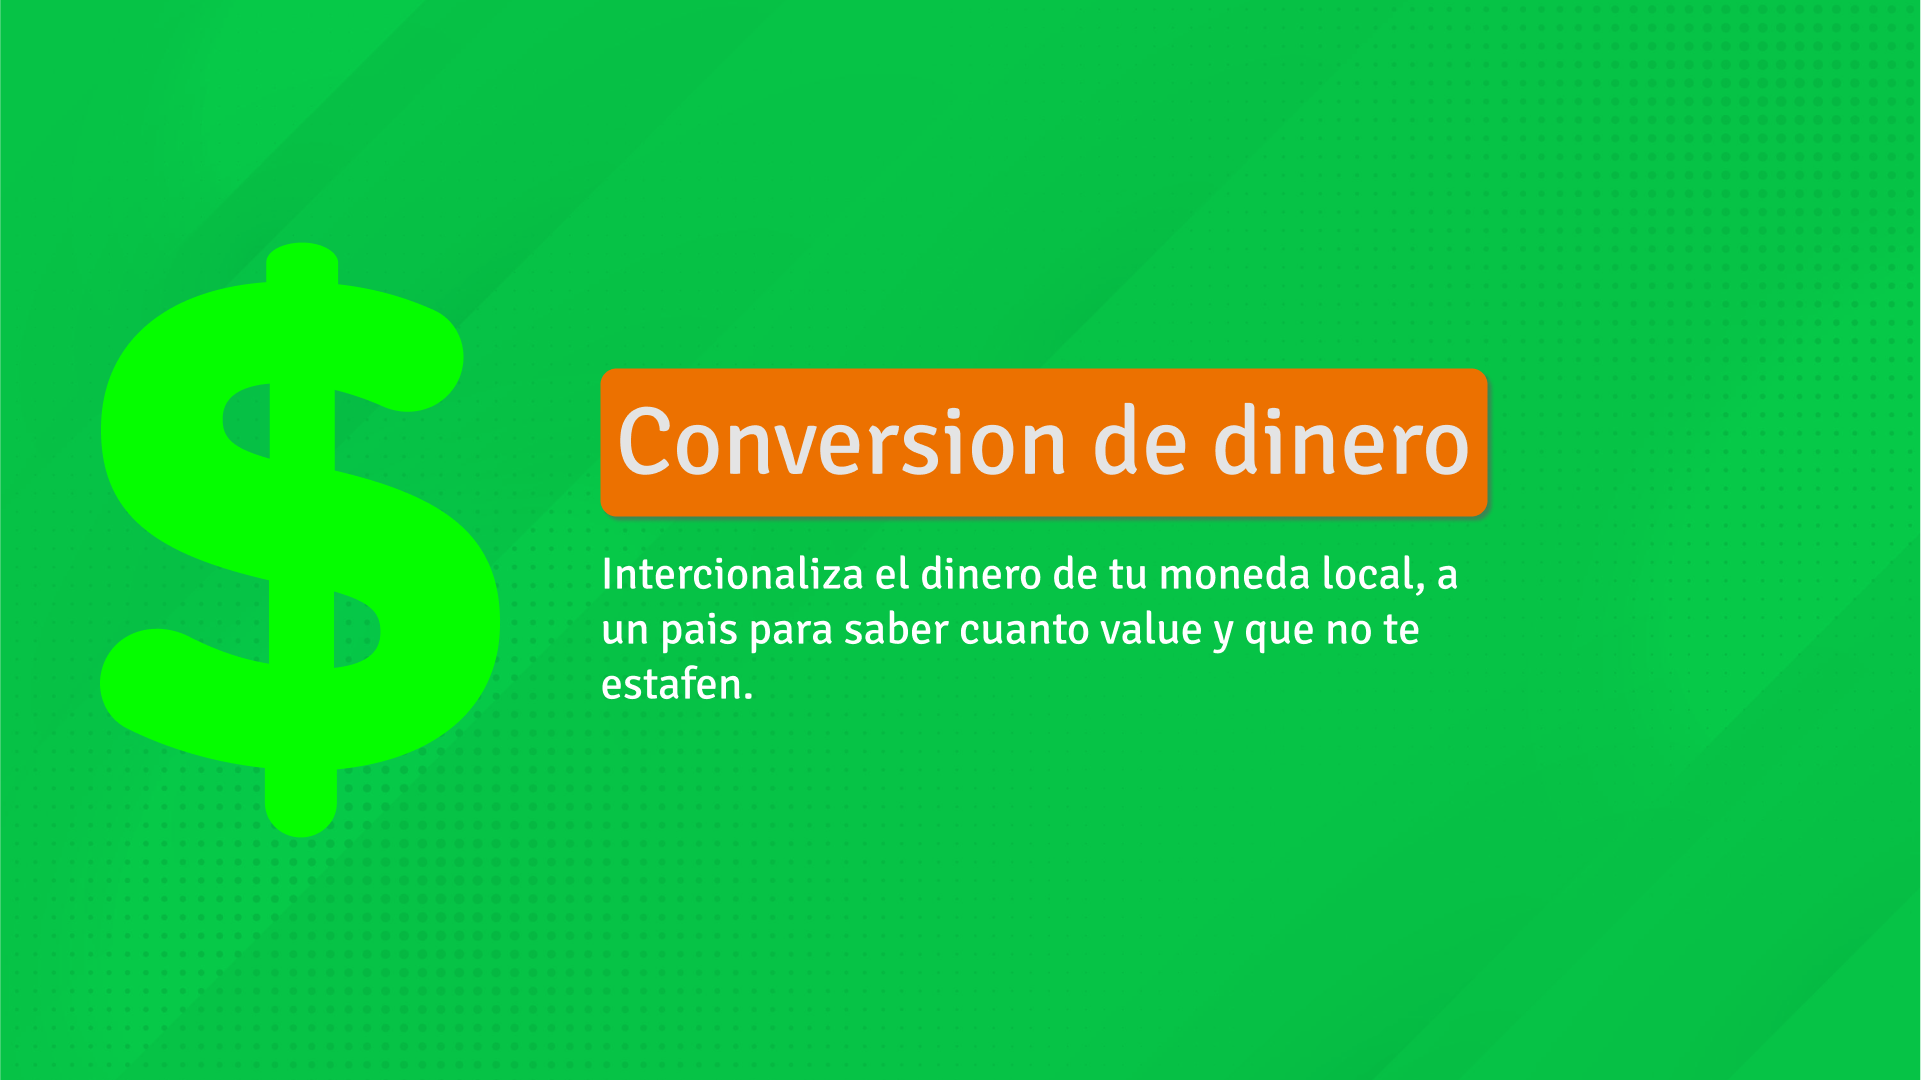 $
Conversion de dinero
Intercionaliza el dinero de tu moneda local, a
un pais para saber cuanto value y que no te
estafen.